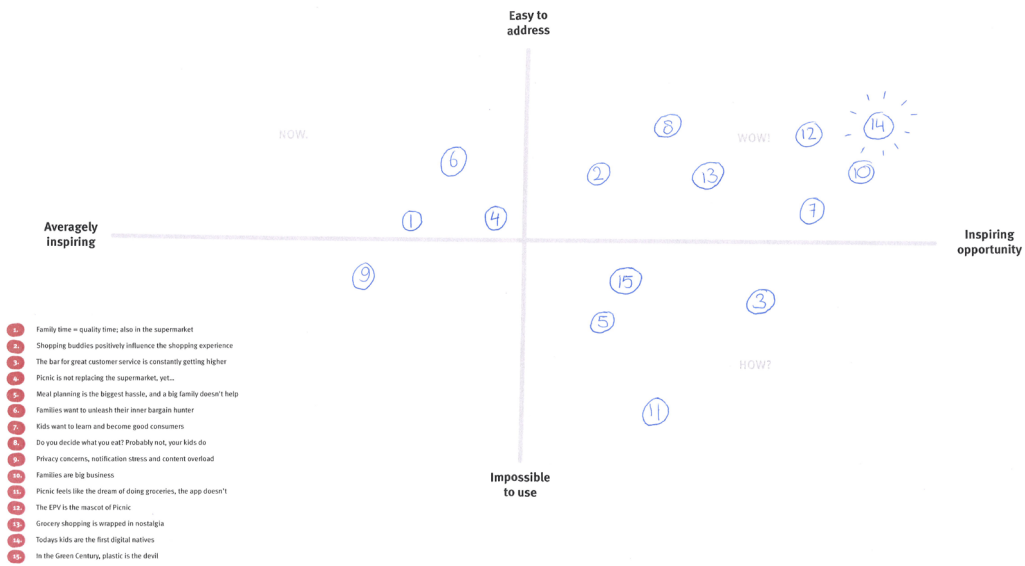 Easy to
address
NOW.
WOW!
8
12
14
6
2
13
10
7
1
4
Averagely
inspiring
Inspiring
opportunity
9
15
3
5
HOW?
11
Impossible
to use
1. Family time = quality time; also in the supermarket
2. Shopping buddies positively influence the shopping experience
3. The bar for great customer service is constantly getting higher
4. Picnic is not replacing the supermarket, yet...
5. Meal planning is the biggest hassle, and a big family doesn't help
6. Families want to unleash their inner bargain hunter
7. Kids want to learn and become good consumers
8. Do you decide what you eat? Probably not, your kids do
9. Privacy concerns, notification stress and content overload
10. Families are big business
11. Picnic feels like the dream of doing groceries, the app doesn't
12. The EPV is the mascot of Picnic
13. Grocery shopping is wrapped in nostalgia
14. Todays kids are the first digital natives
15. In the Green Century, plastic is the devil